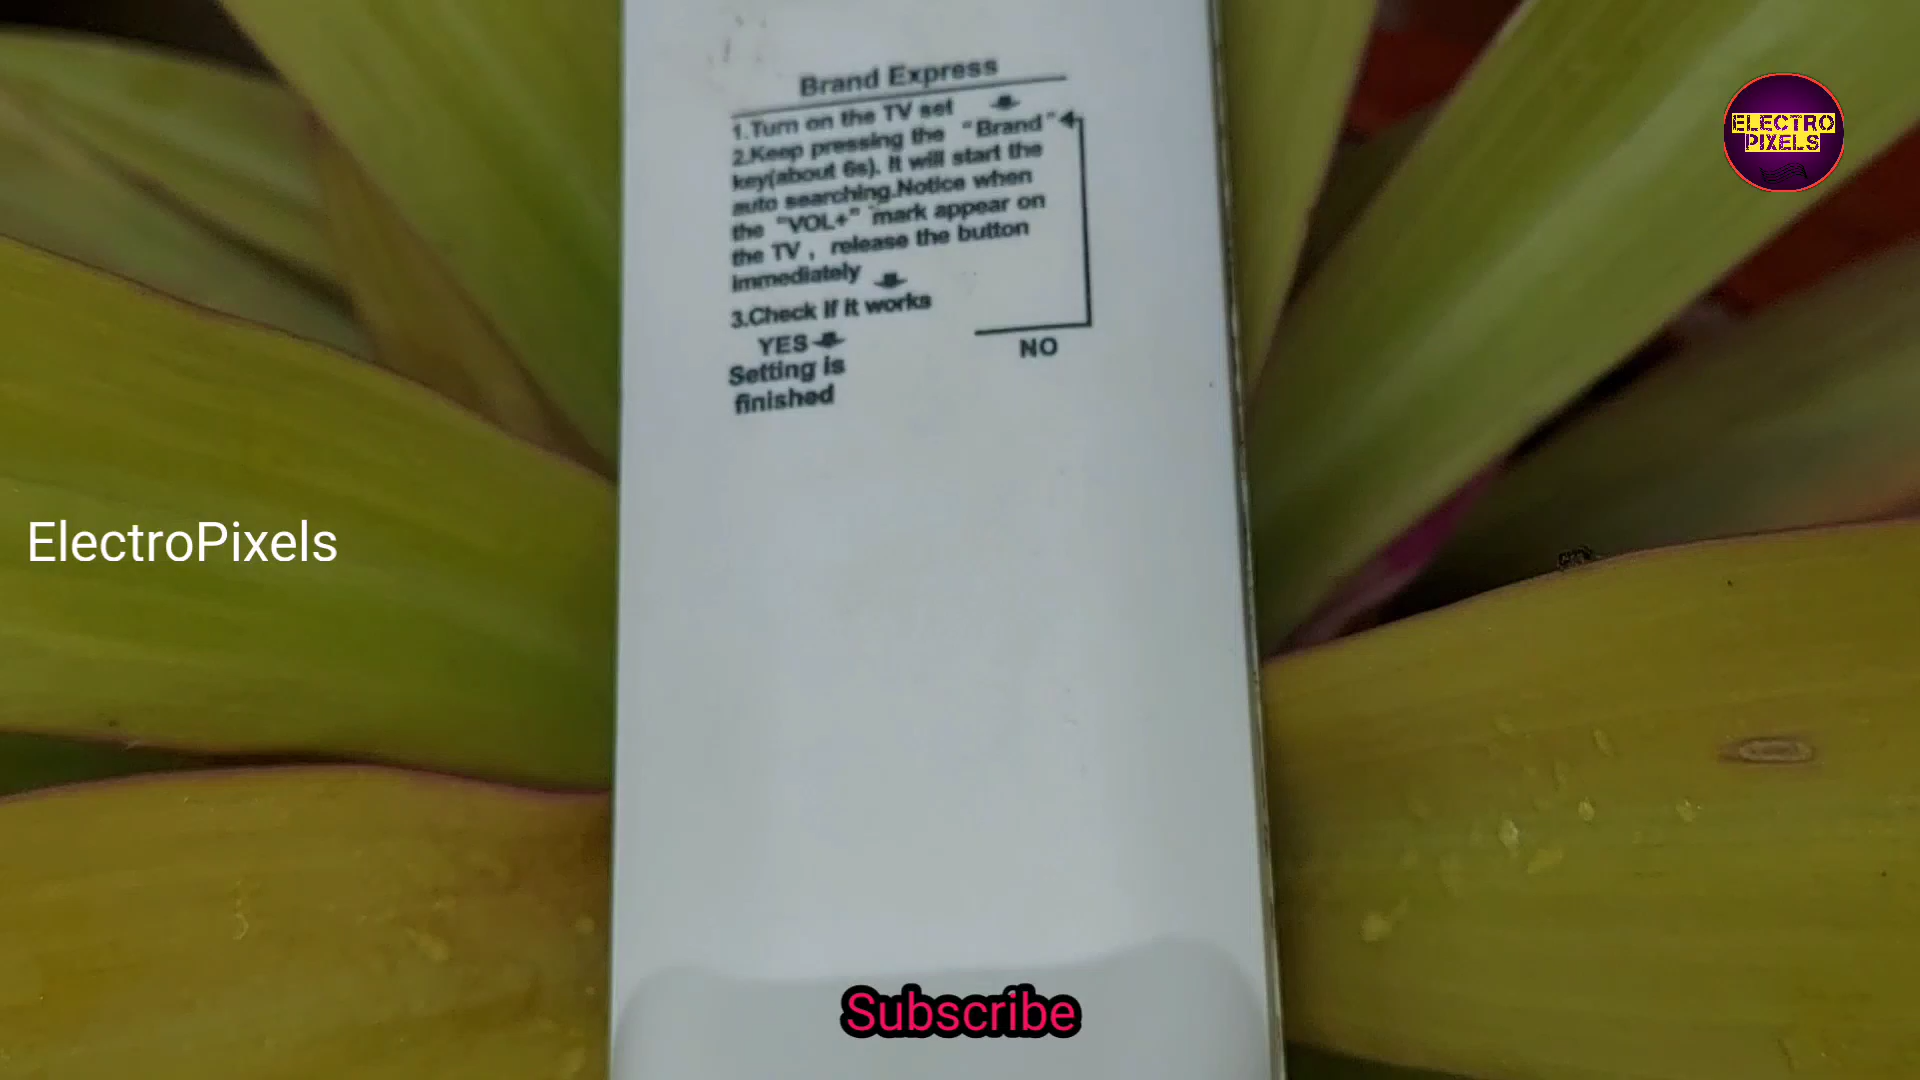 Brand Express
1.Turn on the TV set
2.Keep pressing the "Brand"
key(about 6s). It will start the
auto searching.Notice when
the "VOL+" mark appear on
the TV, release the button
immediately
3.Check if it works
YES
NO
Setting is
finished
ELECTRO
PIXELS
ElectroPixels
Subscribe